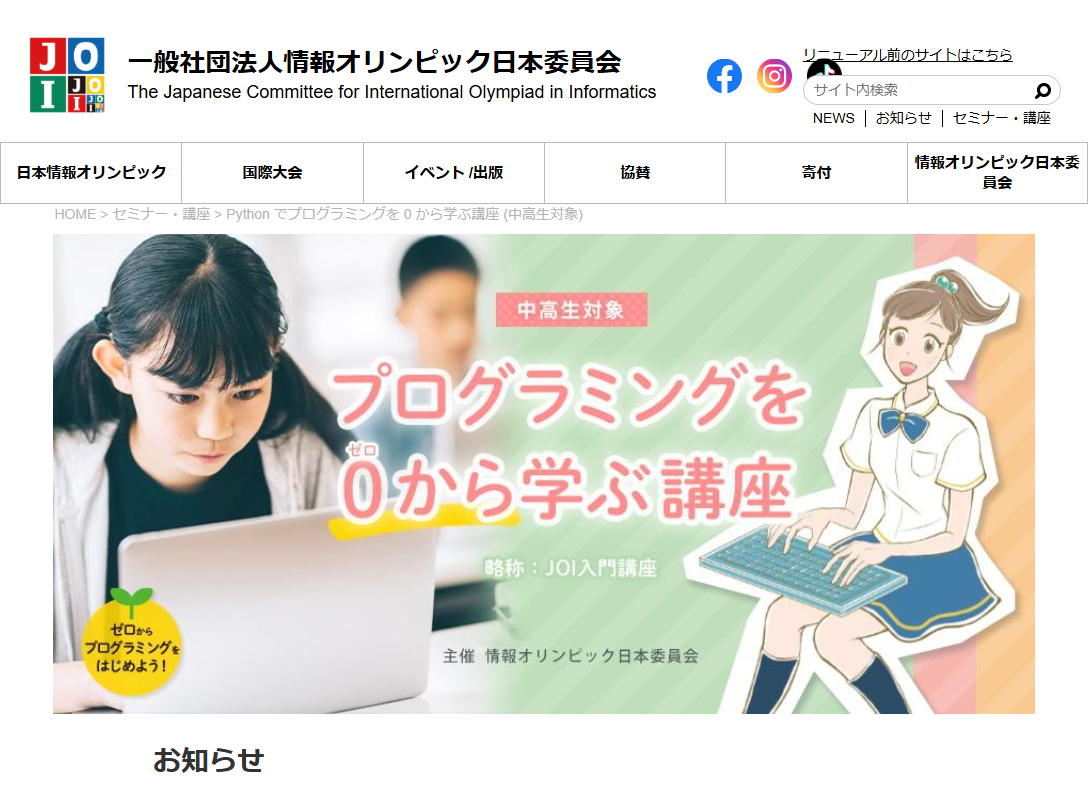 JO
I JO
I JO
I
一般社団法人情報オリンピック日本委員会
The Japanese Committee for International Olympiad in Informatics
リニューアル前のサイトはこちら
サイト内検索
NEWS お知らせ セミナー・講座
日本情報オリンピック 国際大会 イベント /出版 協賛 寄付 情報オリンピック日本委員会
HOME > セミナー・講座 > Python でプログラミングを 0 から学ぶ講座 (中高生対象)
中高生対象
プログラミングを
ゼロ
0から学ぶ講座
略称：JOI入門講座
ゼロから
プログラミングを
はじめよう！
主催 情報オリンピック日本委員会
お知らせ